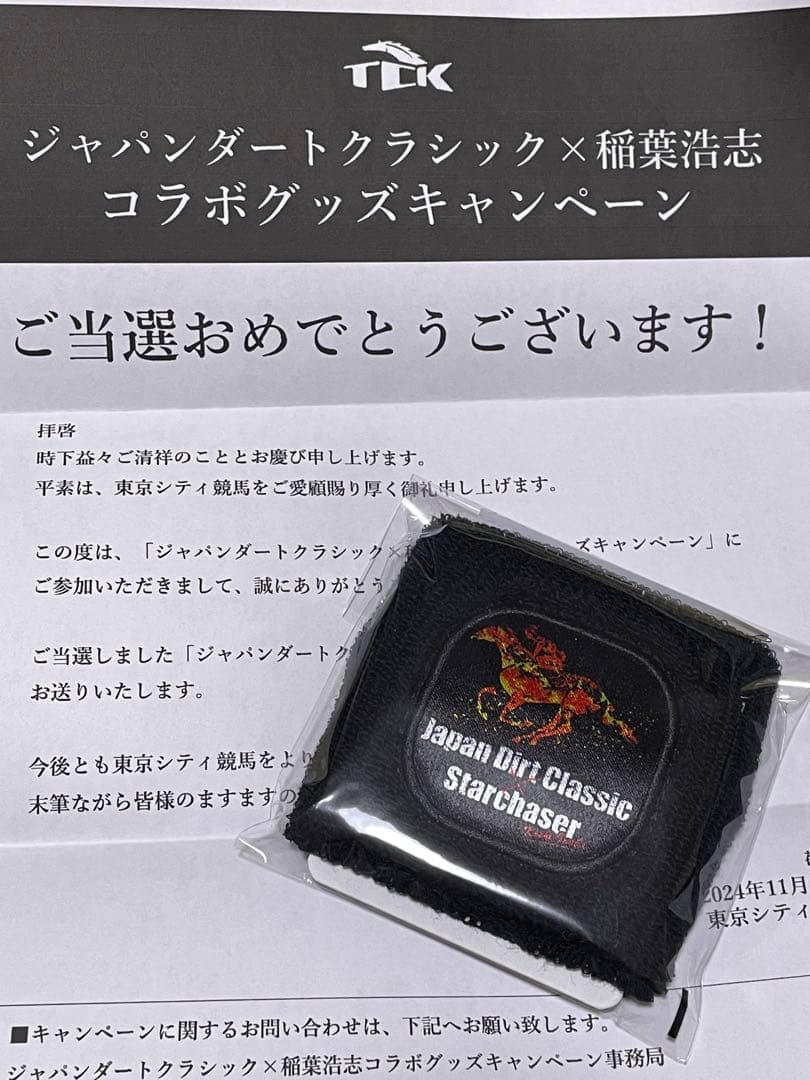 TCK
ジャパンダートクラシック×稲葉浩志
コラボグッズキャンペーン
ご当選おめでとうございます！
拝啓
時下益々ご清祥のこととお慶び申し上げます。
平素は、東京シティ競馬をご愛顧賜り厚く御礼申し上げます。
この度は、「ジャパンダートクラシック× ズキャンペーン」に
ご参加いただきまして、誠にありがとう
ご当選しました「ジャパンダートク
お送りいたします。
今後とも東京シティ競馬をより
末筆ながら皆様のますますの
2024年11月
東京シティ
Japan Dirt Classic
×
Starchaser
Koshi Inaba
■キャンペーンに関するお問い合わせは、下記へお願い致します。
ジャパンダートクラシック×稲葉浩志コラボグッズキャンペーン事務局